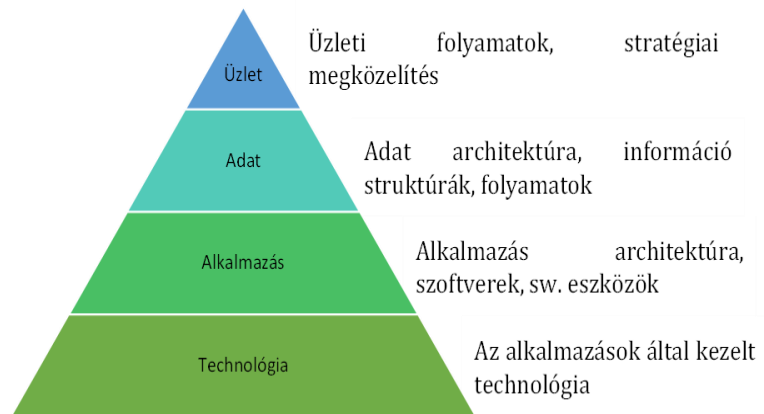 Üzlet
Üzleti folyamatok, stratégiai
megközelítés
Adat
Adat architektúra, információ
struktúrák, folyamatok
Alkalmazás
Alkalmazás architektúra,
szoftverek, sw. eszközök
Technológia
Az alkalmazások által kezelt
technológia